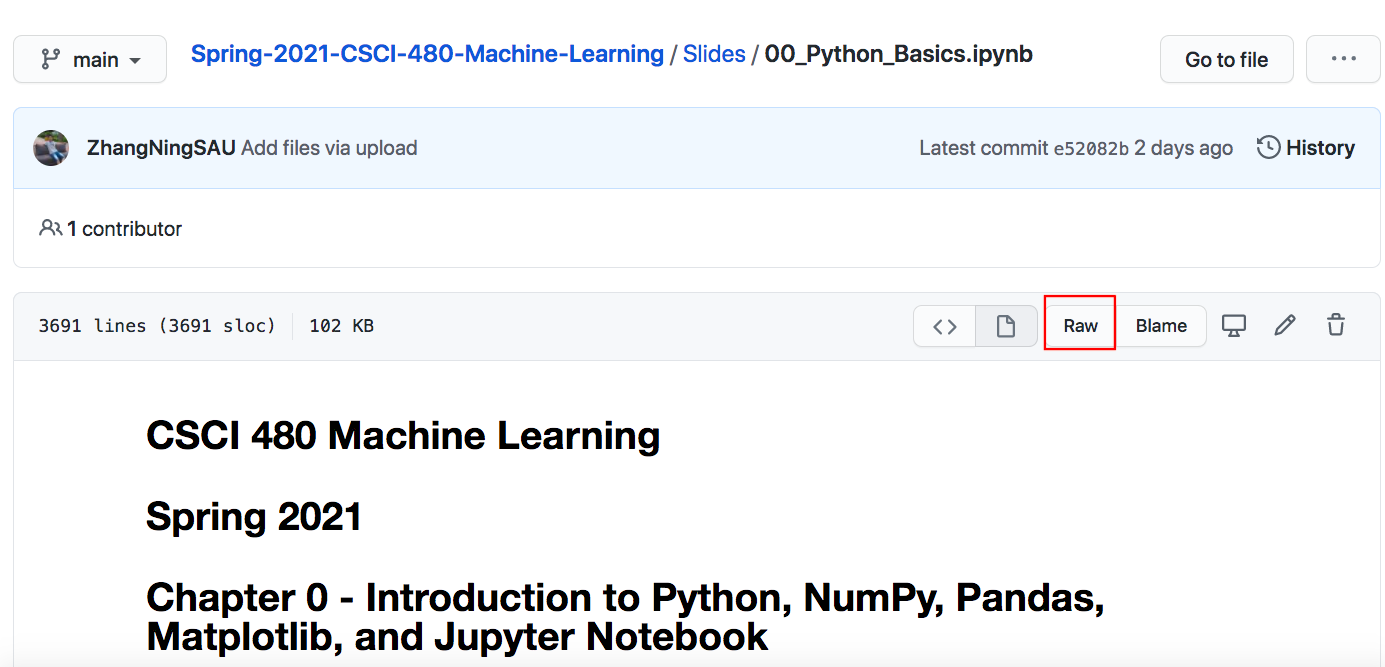 main
Spring-2021-CSCI-480-Machine-Learning / Slides / 00_Python_Basics.ipynb
Go to file
...
ZhangNingSAU Add files via upload
Latest commit e52082b 2 days ago
History
1 contributor
3691 lines (3691 sloc)
102 KB
<>
Raw
Blame
CSCI 480 Machine Learning
Spring 2021
Chapter 0 - Introduction to Python, NumPy, Pandas,
Matplotlib, and Jupyter Notebook